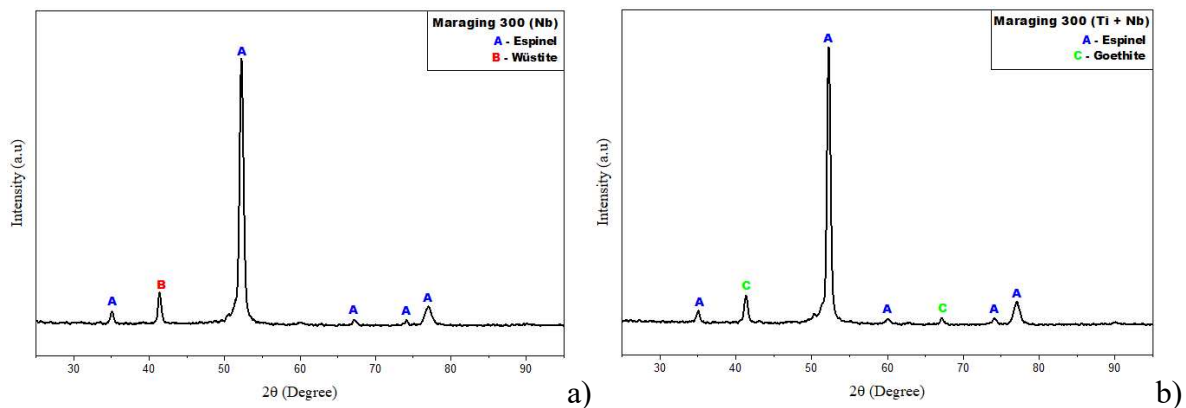 Maraging 300 (Nb)
A - Espinel
B - Wüstite
A
A
B
A
A
A
Intensity (a.u)
30 40 50 60 70 80 90
2θ (Degree)
a)
Maraging 300 (Ti + Nb)
A - Espinel
C - Goethite
A
A
C
A
C
A
A
Intensity (a.u)
30 40 50 60 70 80 90
2θ (Degree)
b)